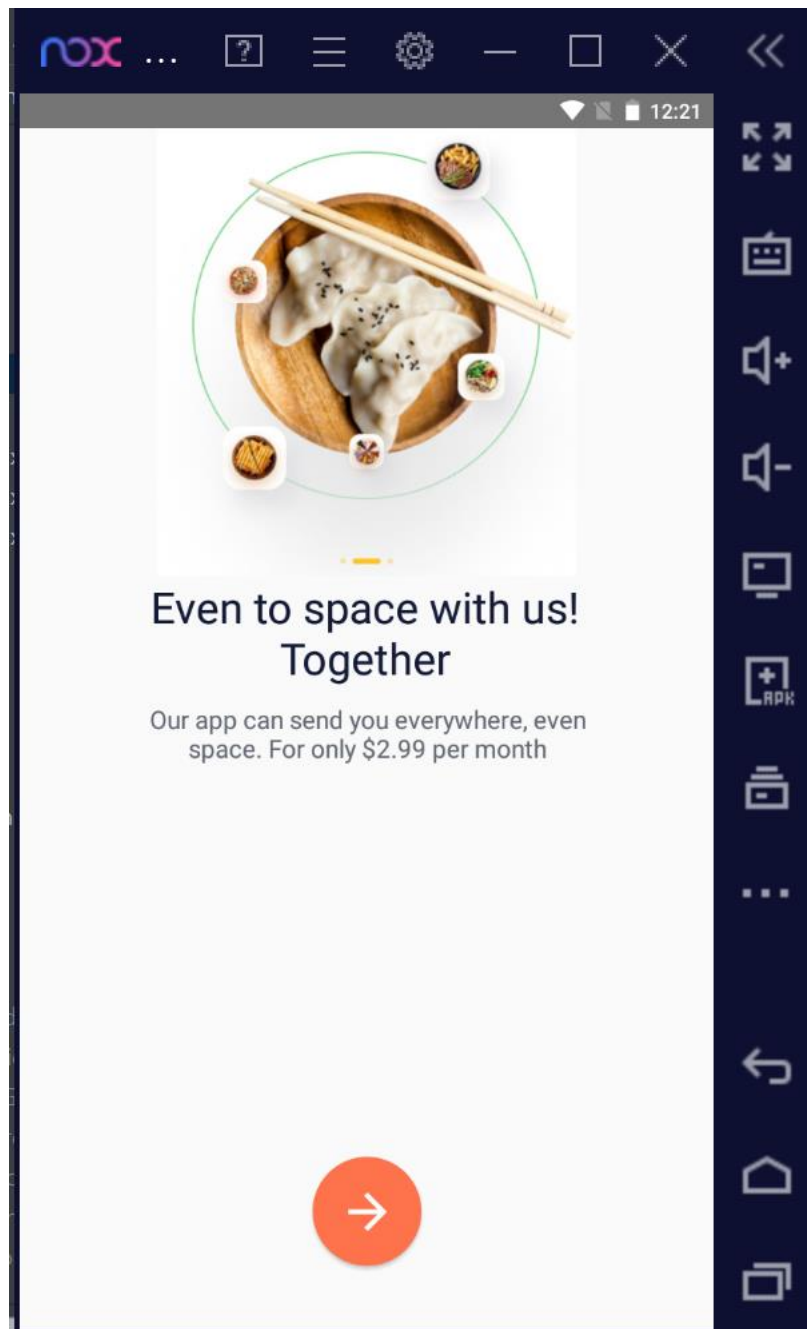 nox ...
12:21
Even to space with us!
Together
Our app can send you everywhere, even
space. For only $2.99 per month
APK